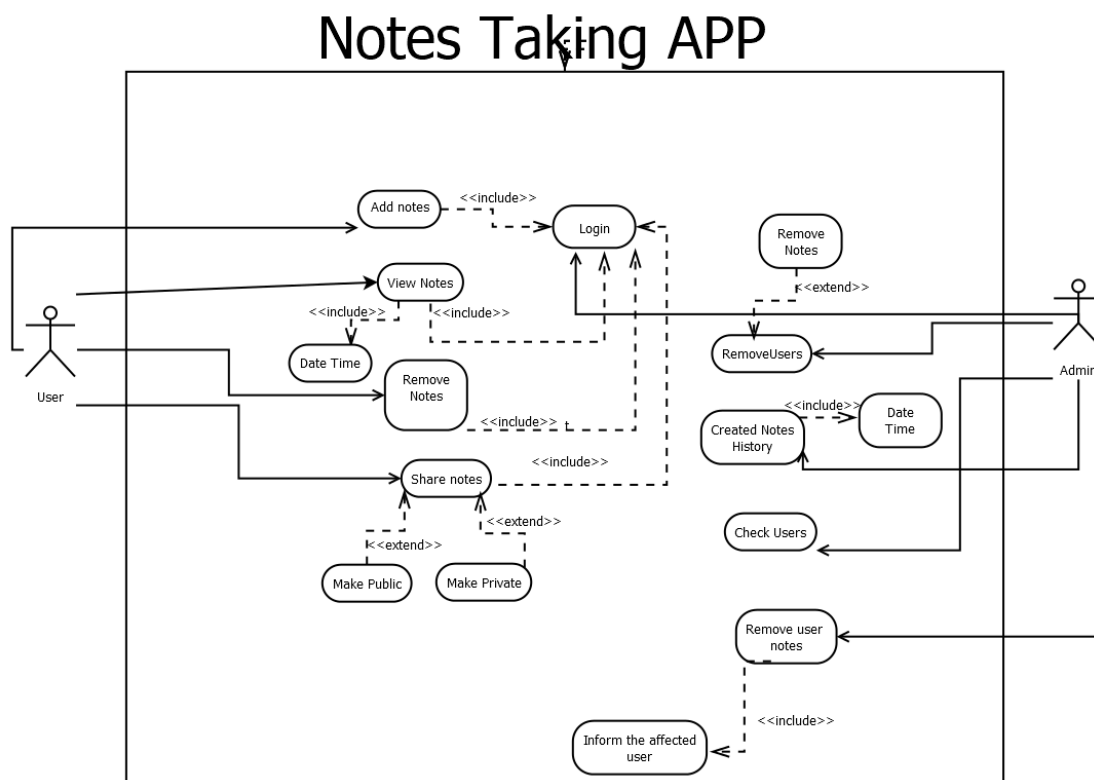 Notes Taking APP
Add notes
<<include>>
Login
Remove
Notes
<<extend>>
View Notes
<<include>>
<<include>>
Date Time
RemoveUsers
User
Admin
Remove
Notes
<<include>>
<<include>>
Date
Time
Created Notes
History
<<include>>
Share notes
<<extend>>
<<extend>>
Check Users
Make Public
Make Private
Remove user
notes
<<include>>
Inform the affected
user